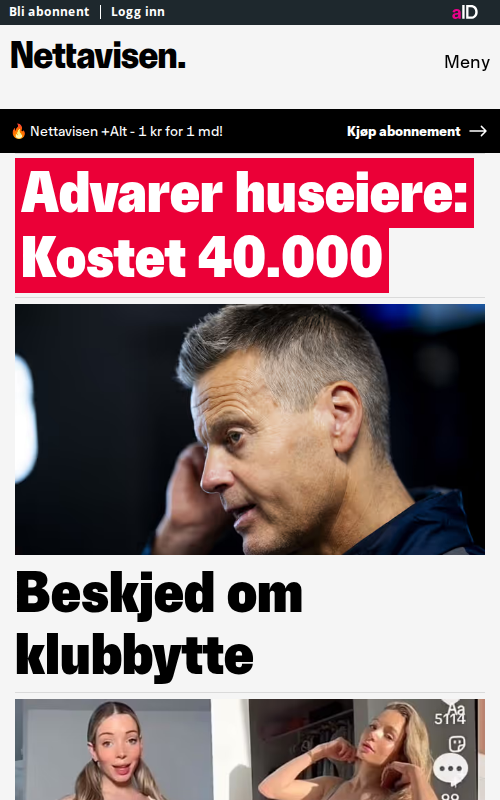 Bli abonnent
Logg inn
aID
Nettavisen.
Meny
🔥 Nettavisen +Alt - 1 kr for 1 md!
Kjøp abonnement →
Advarer huseiere:
Kostet 40.000
Beskjed om
klubbytte
Aa
5114